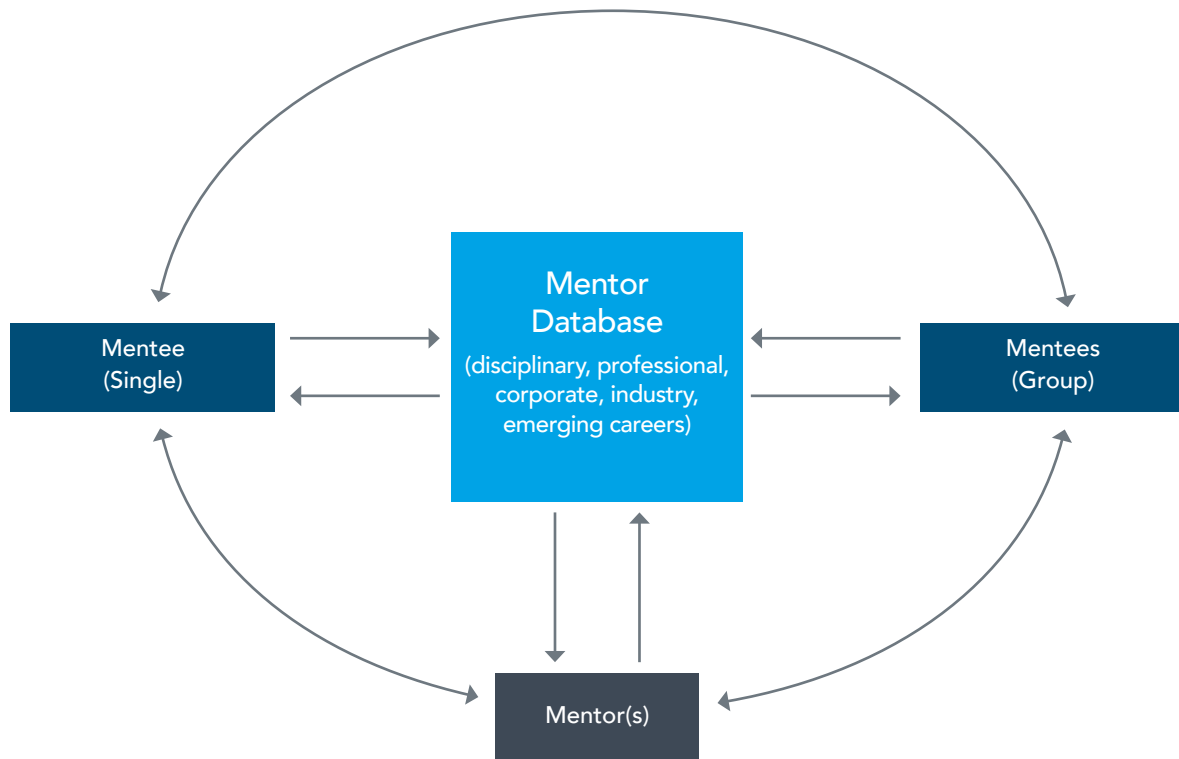 Mentor
Database
(disciplinary, professional,
corporate, industry,
emerging careers)
Mentee
(Single)
Mentees
(Group)
Mentor(s)